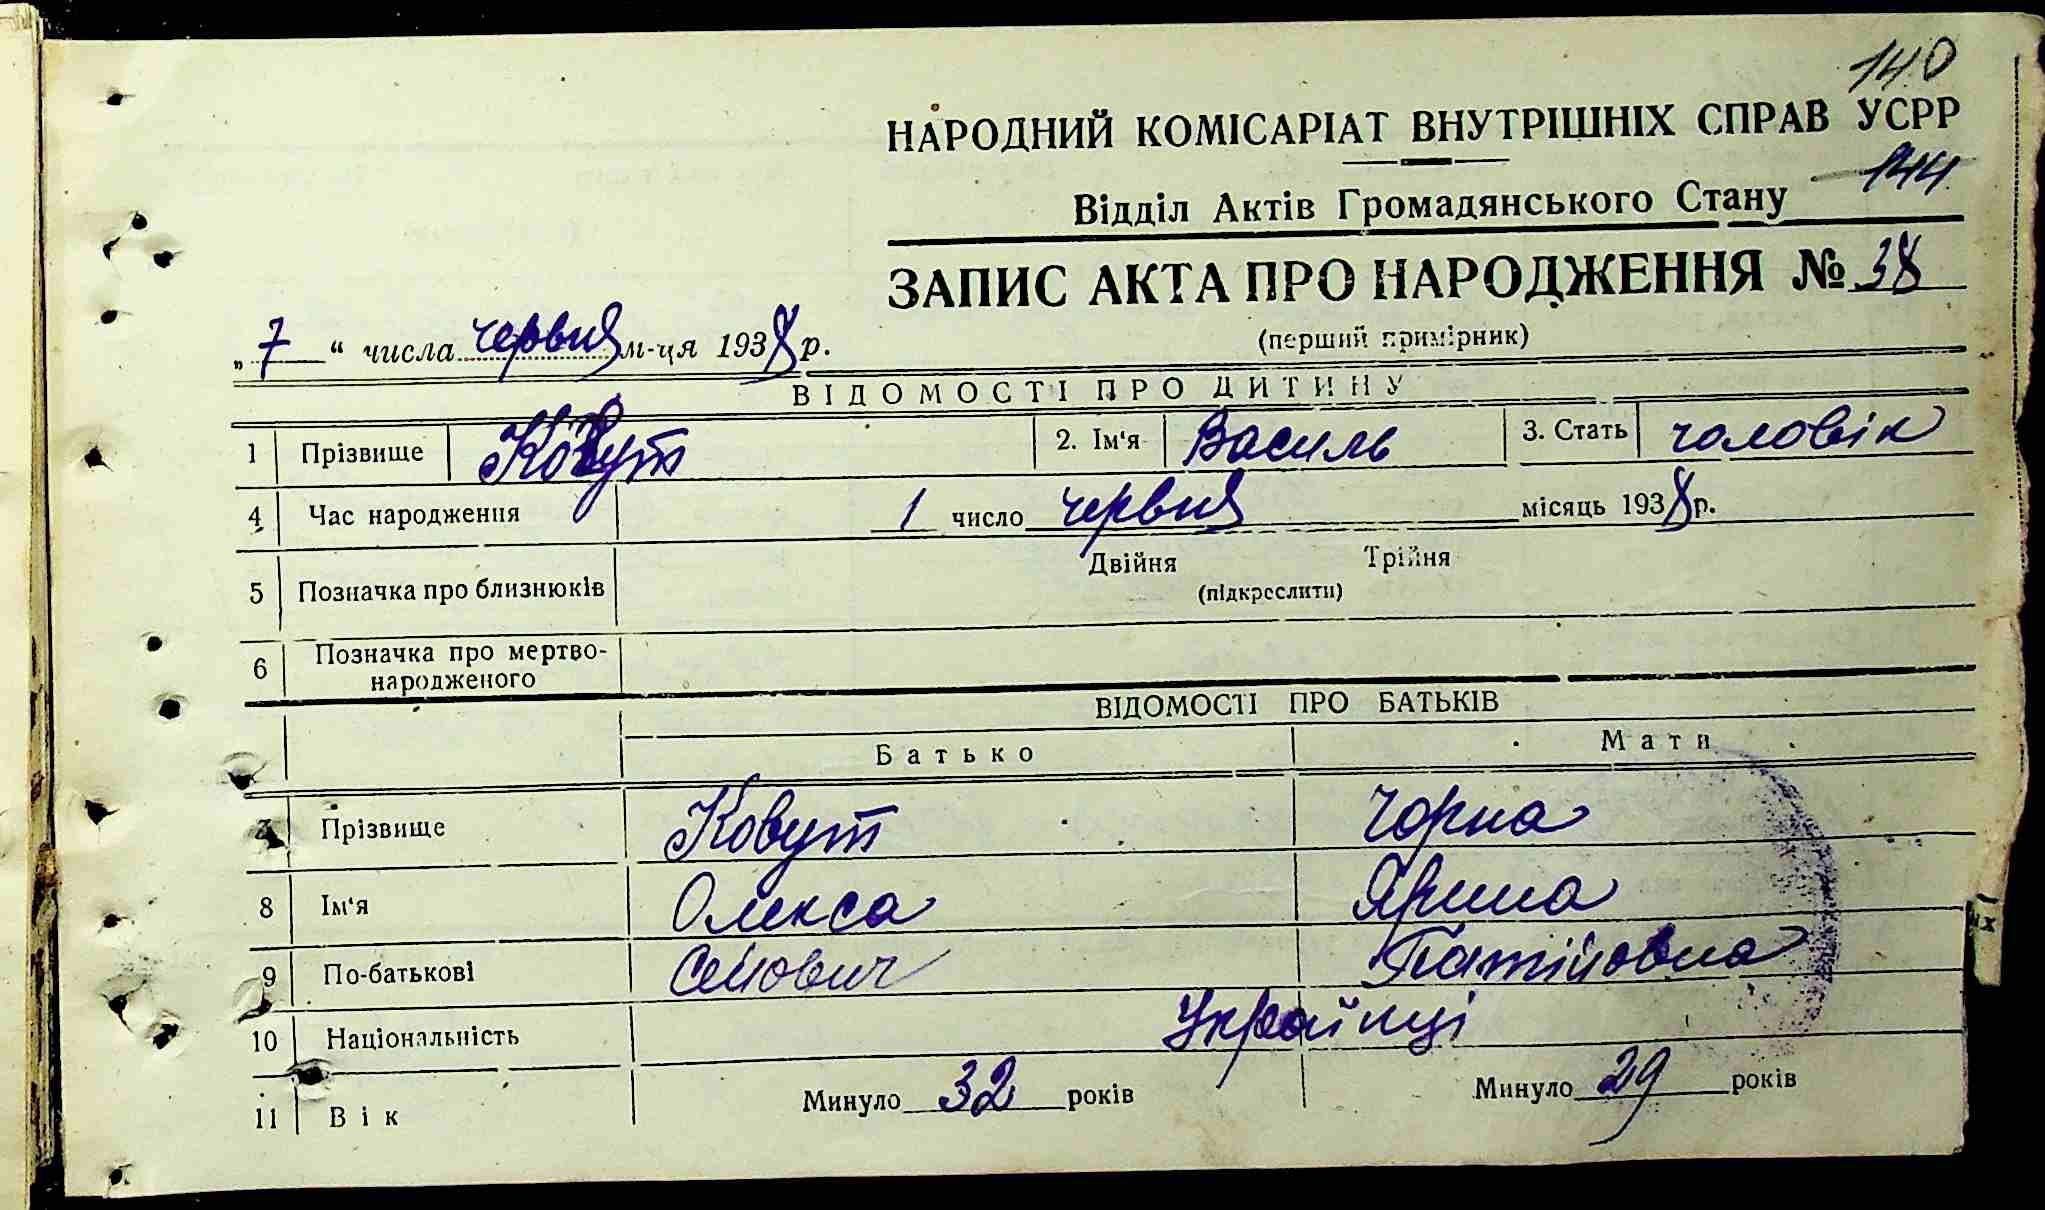 140
НАРОДНИЙ КОМІСАРІАТ ВНУТРІШНІХ СПРАВ УСРР
144
Відділ Актів Громадянського Стану
ЗАПИС АКТА ПРО НАРОДЖЕННЯ № 38
(перший примірник)
„7“ числа червня м-ця 1938 р.
ВІДОМОСТІ ПРО ДИТИНУ
1 Прізвище Ковут 2. Ім'я Василь 3. Стать чоловік
4 Час народження 1 число червня місяць 1938 р.
5 Позначка про близнюків Двійня Трійня
(підкреслити)
6 Позначка про мертво-
народженого
ВІДОМОСТІ ПРО БАТЬКІВ
Батько Мати
7 Прізвище Ковут Чорна
8 Ім'я Олекса Ярина
9 По-батькові
10 Національність Українці
11 Вік Минуло 32 років Минуло 29 років